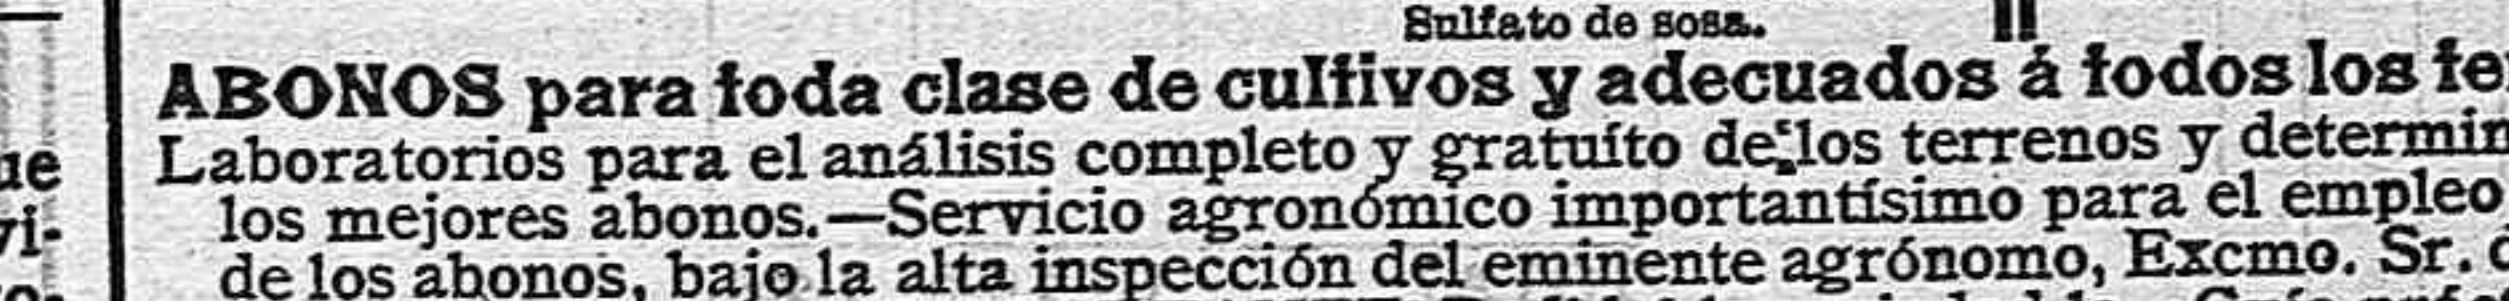 Sulfato de sosa.
ABONOS para toda clase de cultivos y adecuados á todos los
Laboratorios para el análisis completo y gratuíto de los terrenos y determin
los mejores abonos.—Servicio agronómico importantísimo para el empleo
de los abonos, bajo la alta inspección del eminente agrónomo, Excmo. Sr.